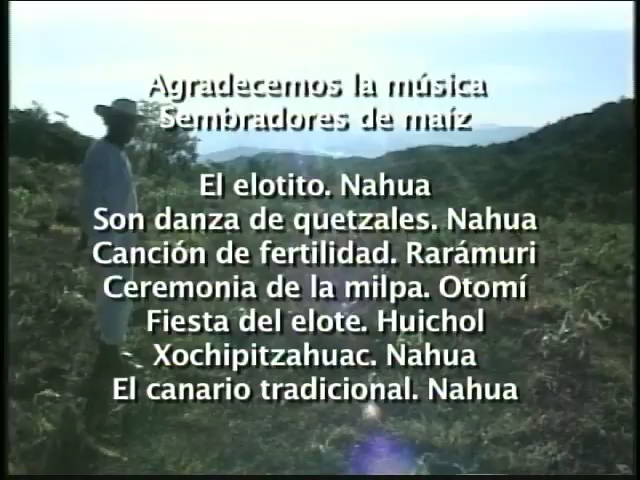 Agradecemos la música
Sembradores de maíz
El elotito. Nahua
Son danza de quetzales. Nahua
Canción de fertilidad. Rarámuri
Ceremonia de la milpa. Otomí
Fiesta del elote. Huichol
Xochipitzahuac. Nahua
El canario tradicional. Nahua